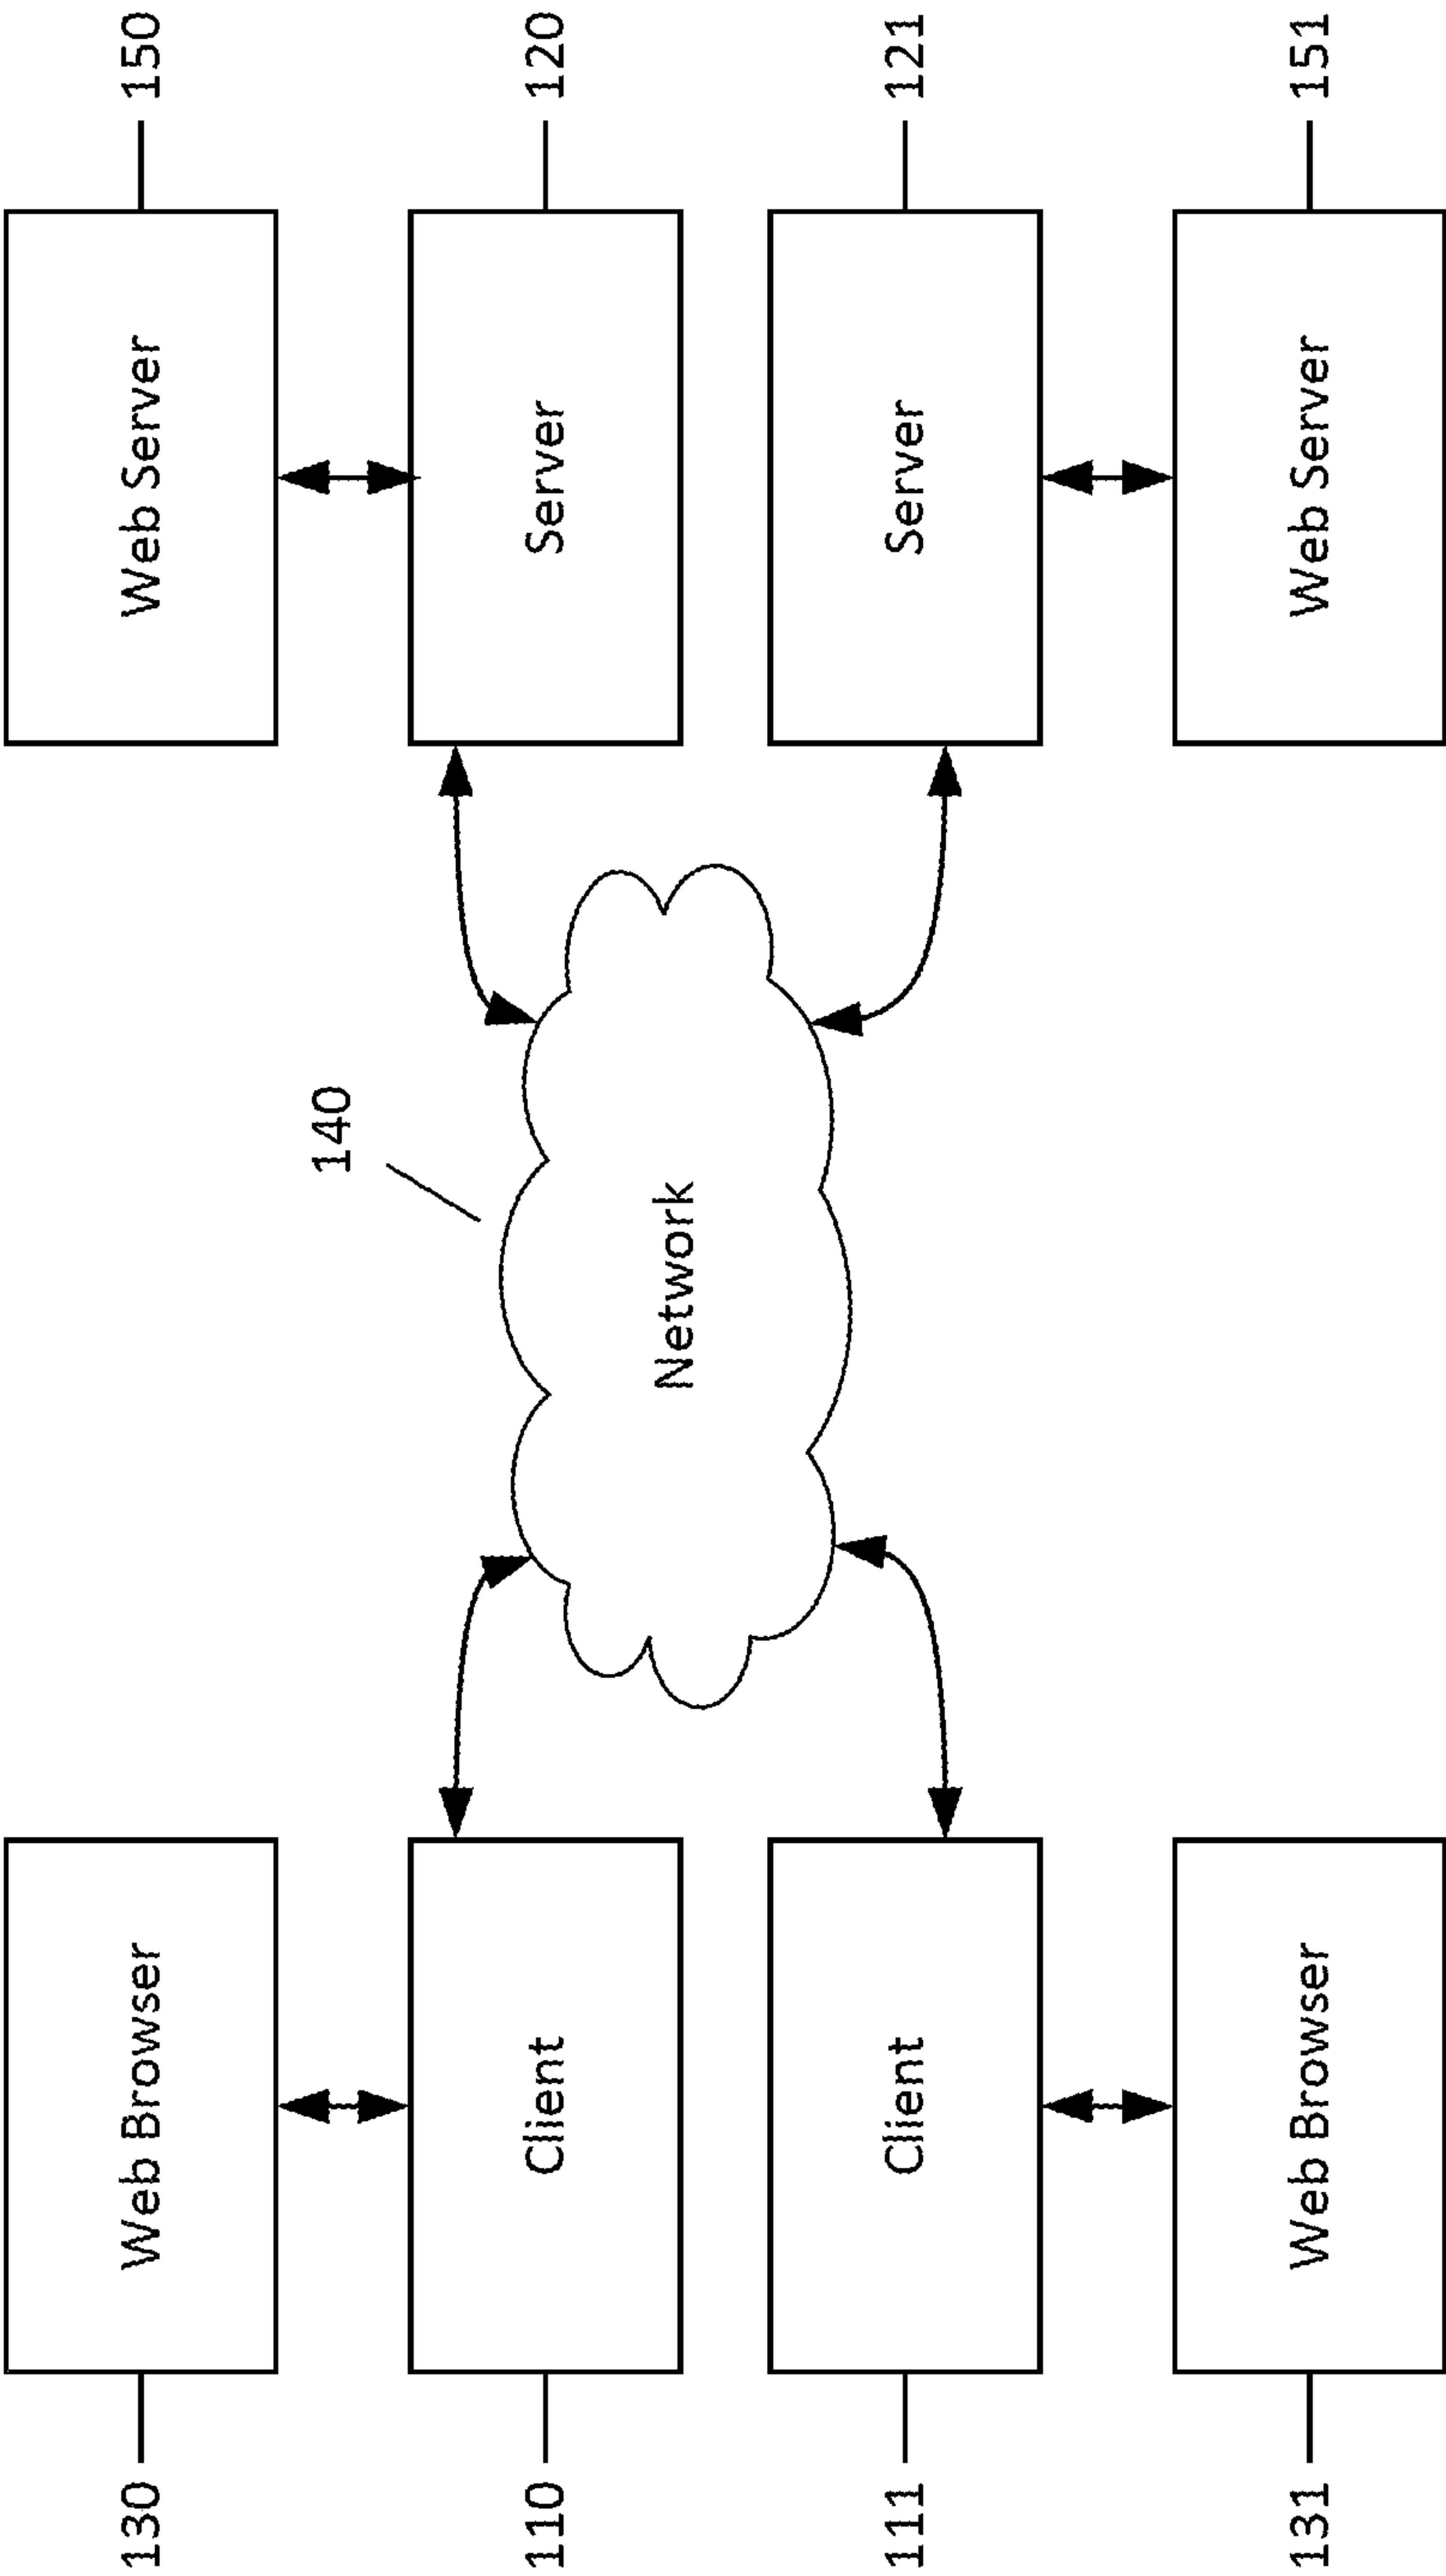 130
Web Browser
Web Server
150
140
110
Client
Network
Server
120
111
Client
Server
121
131
Web Browser
Web Server
151